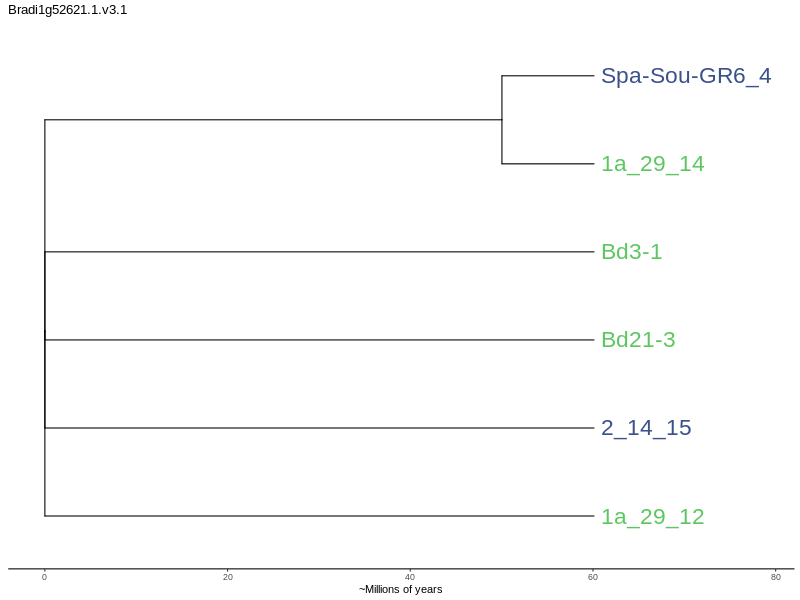 Bradi1g52621.1.v3.1
Spa-Sou-GR6_4
1a_29_14
Bd3-1
Bd21-3
2_14_15
1a_29_12
0 20 40 60 80
~Millions of years